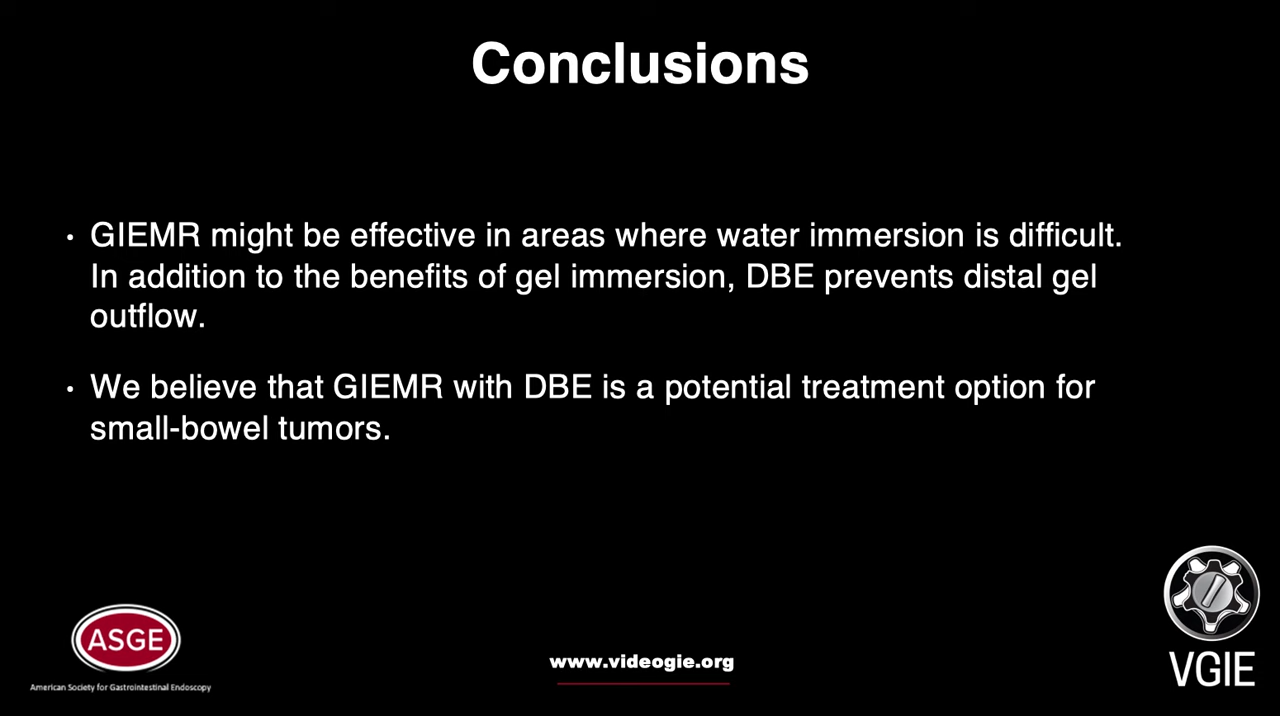 Conclusions
• GIEMR might be effective in areas where water immersion is difficult.
In addition to the benefits of gel immersion, DBE prevents distal gel
outflow.
• We believe that GIEMR with DBE is a potential treatment option for
small-bowel tumors.
ASGE
American Society for Gastrointestinal Endoscopy
www.videogie.org
VGIE